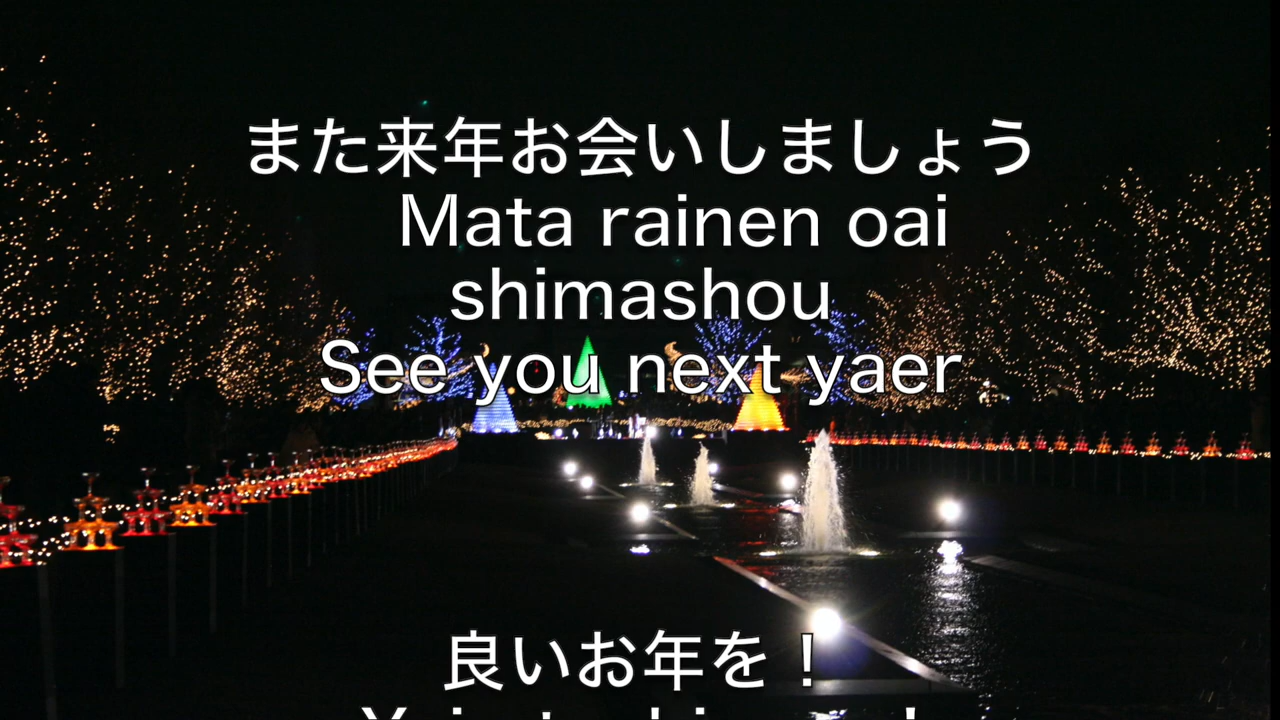 また来年お会いしましょう
Mata rainen oai
shimashou
See you next yaer
良いお年を！